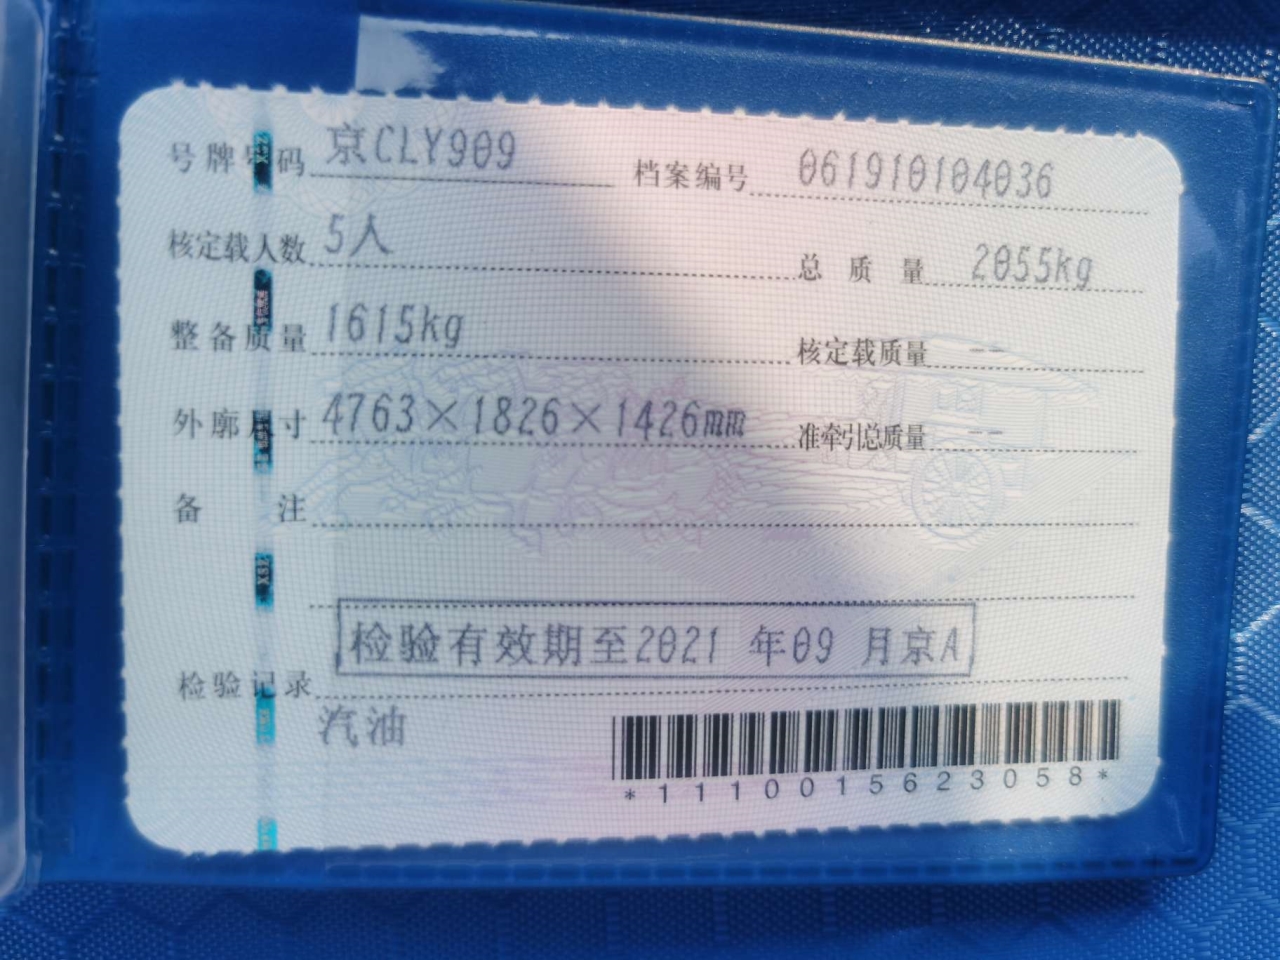 号牌号码 京CLY909 档案编号 061910104036
核定载人数 5人 总质量 2055kg
整备质量 1615kg 核定载质量 --
外廓尺寸 4763×1826×1426mm 准牵引总质量 --
备注
检验有效期至2021 年09 月京A
检验记录
汽油
*1110015623058*